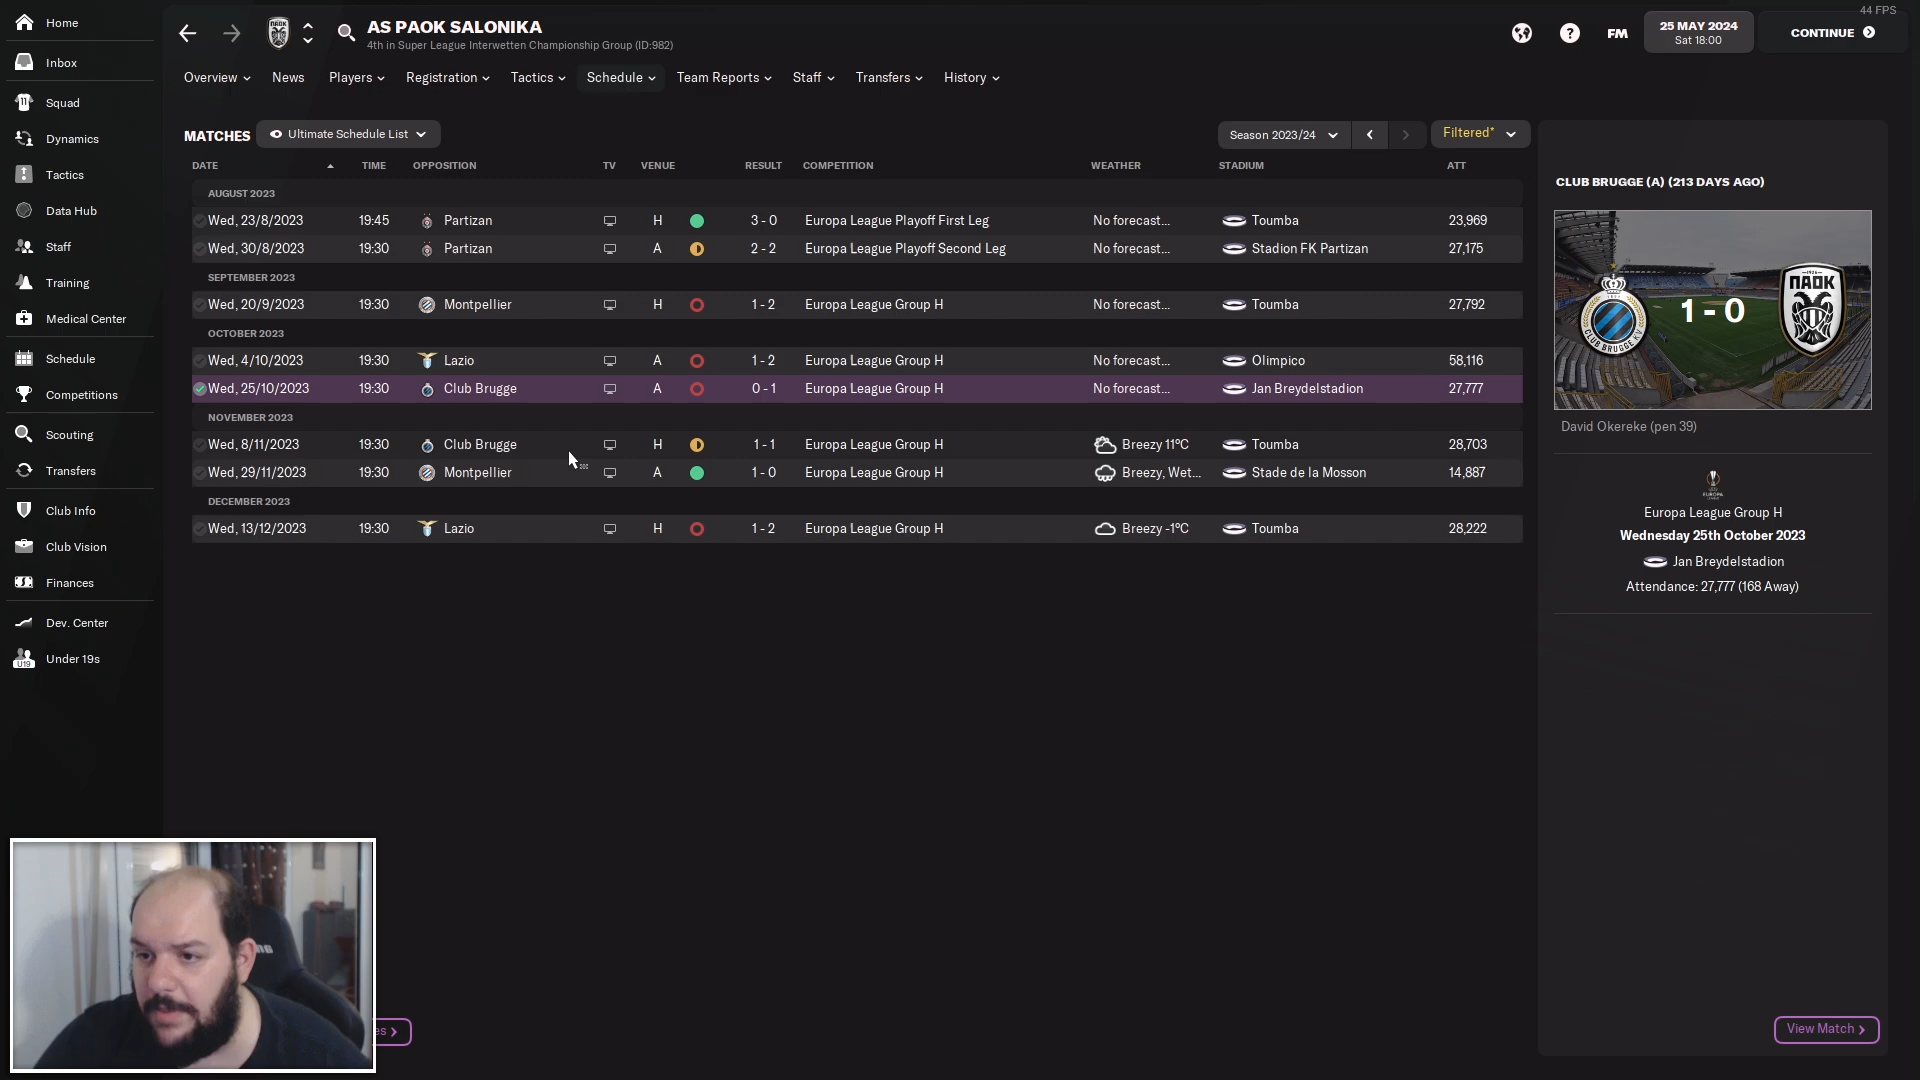 44 FPS
Home
AS PAOK SALONIKA
4th in Super League Interwetten Championship Group (ID:982)
FM
25 MAY 2024
Sat 18:00
CONTINUE
Inbox
Squad
Dynamics
Tactics
Data Hub
Staff
Training
Medical Center
Schedule
Competitions
Scouting
Transfers
Club Info
Club Vision
Finances
Dev. Center
U19
Under 19s
Overview
News
Players
Registration
Tactics
Schedule
Team Reports
Staff
Transfers
History
MATCHES
Ultimate Schedule List
Season 2023/24
Filtered*
DATE TIME OPPOSITION TV VENUE RESULT COMPETITION WEATHER STADIUM ATT
AUGUST 2023
Wed, 23/8/2023 19:45 Partizan H 3 - 0 Europa League Playoff First Leg No forecast... Toumba 23,969
Wed, 30/8/2023 19:30 Partizan A 2 - 2 Europa League Playoff Second Leg No forecast... Stadion FK Partizan 27,175
SEPTEMBER 2023
Wed, 20/9/2023 19:30 Montpellier H 1 - 2 Europa League Group H No forecast... Toumba 27,792
OCTOBER 2023
Wed, 4/10/2023 19:30 Lazio A 1 - 2 Europa League Group H No forecast... Olimpico 58,116
Wed, 25/10/2023 19:30 Club Brugge A 0 - 1 Europa League Group H No forecast... Jan Breydelstadion 27,777
NOVEMBER 2023
Wed, 8/11/2023 19:30 Club Brugge H 1 - 1 Europa League Group H Breezy 11ºC Toumba 28,703
Wed, 29/11/2023 19:30 Montpellier A 1 - 0 Europa League Group H Breezy, Wet... Stade de la Mosson 14,887
DECEMBER 2023
Wed, 13/12/2023 19:30 Lazio H 1 - 2 Europa League Group H Breezy -1ºC Toumba 28,222
CLUB BRUGGE (A) (213 DAYS AGO)
CLUB BRUGGE KV
1 - 0
ΠΑΟΚ
David Okereke (pen 39)
EUROPA
Europa League Group H
Wednesday 25th October 2023
Jan Breydelstadion
Attendance: 27,777 (168 Away)
es
View Match